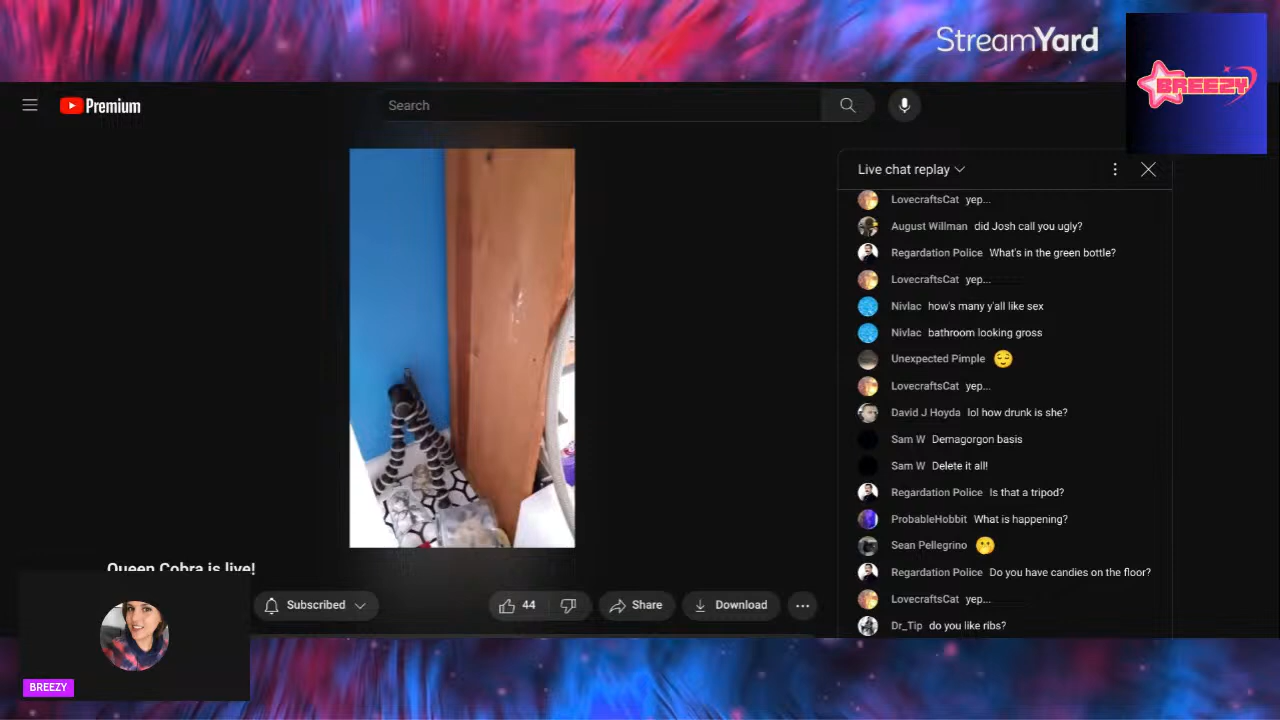 StreamYard
BREEZY
Premium
Search
Live chat replay
LovecraftsCat yep...
August Willman did Josh call you ugly?
Regardation Police What's in the green bottle?
LovecraftsCat yep...
Nivlac how's many y'all like sex
Nivlac bathroom looking gross
Unexpected Pimple
LovecraftsCat yep...
David J Hoyda lol how drunk is she?
Sam W Demagorgon basis
Sam W Delete it all!
Regardation Police Is that a tripod?
ProbableHobbit What is happening?
Sean Pellegrino
Regardation Police Do you have candies on the floor?
LovecraftsCat yep...
Dr_Tip do you like ribs?
Queen Cobra is live!
Subscribed
44
Share
Download
BREEZY